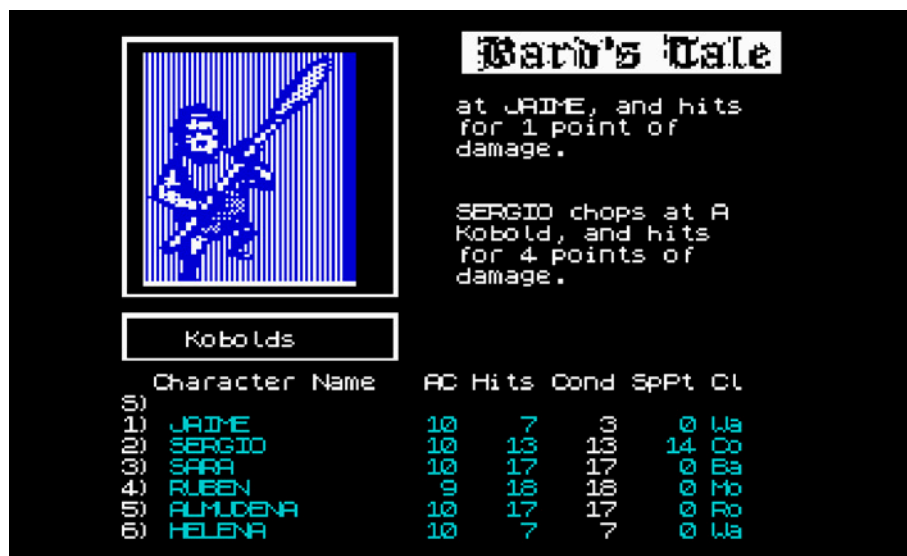 Bard's Tale
at JAIME, and hits
for 1 point of
damage.
SERGIO chops at A
Kobold, and hits
for 4 points of
damage.
Kobolds
Character Name AC Hits Cond SpPt Cl
S)
1) JAIME 10 7 3 0 Wa
2) SERGIO 10 13 13 14 Co
3) SARA 10 17 17 0 Ba
4) RUBEN 9 18 18 0 Mo
5) ALMUDENA 10 17 17 0 Ro
6) HELENA 10 7 7 0 Wa